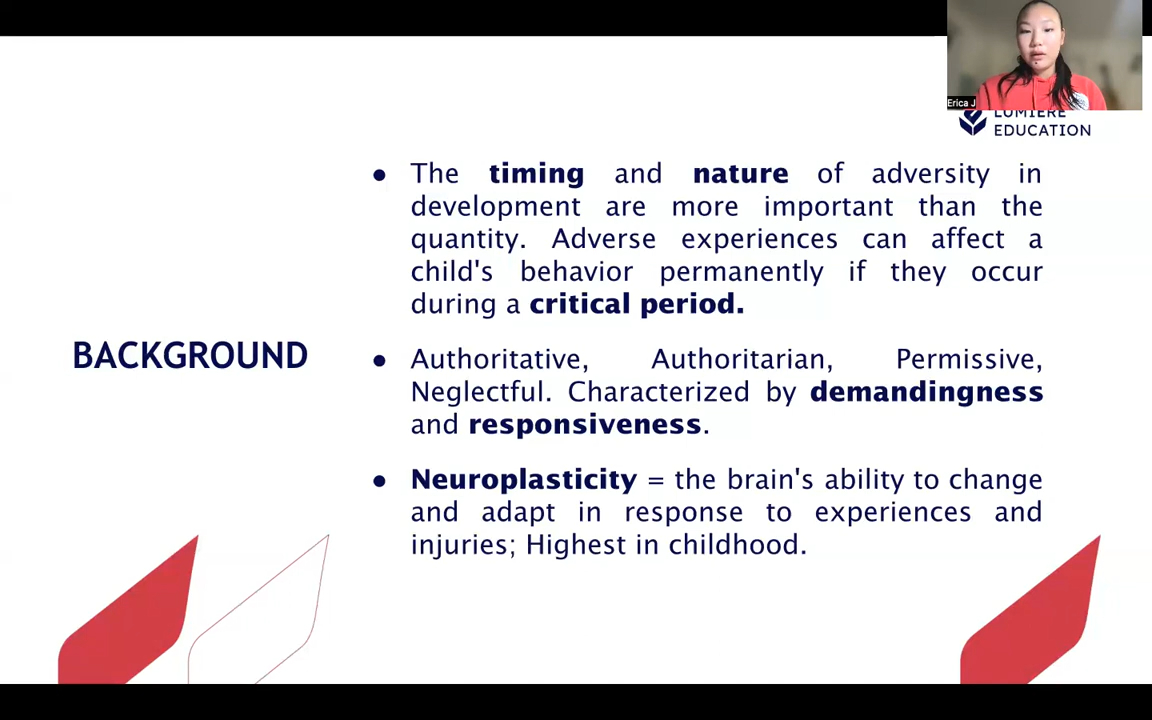 Erica J
LUMIERE
EDUCATION
The timing and nature of adversity in
development are more important than the
quantity. Adverse experiences can affect a
child's behavior permanently if they occur
during a critical period.
BACKGROUND
Authoritative, Authoritarian, Permissive,
Neglectful. Characterized by demandingness
and responsiveness.
Neuroplasticity = the brain's ability to change
and adapt in response to experiences and
injuries; Highest in childhood.